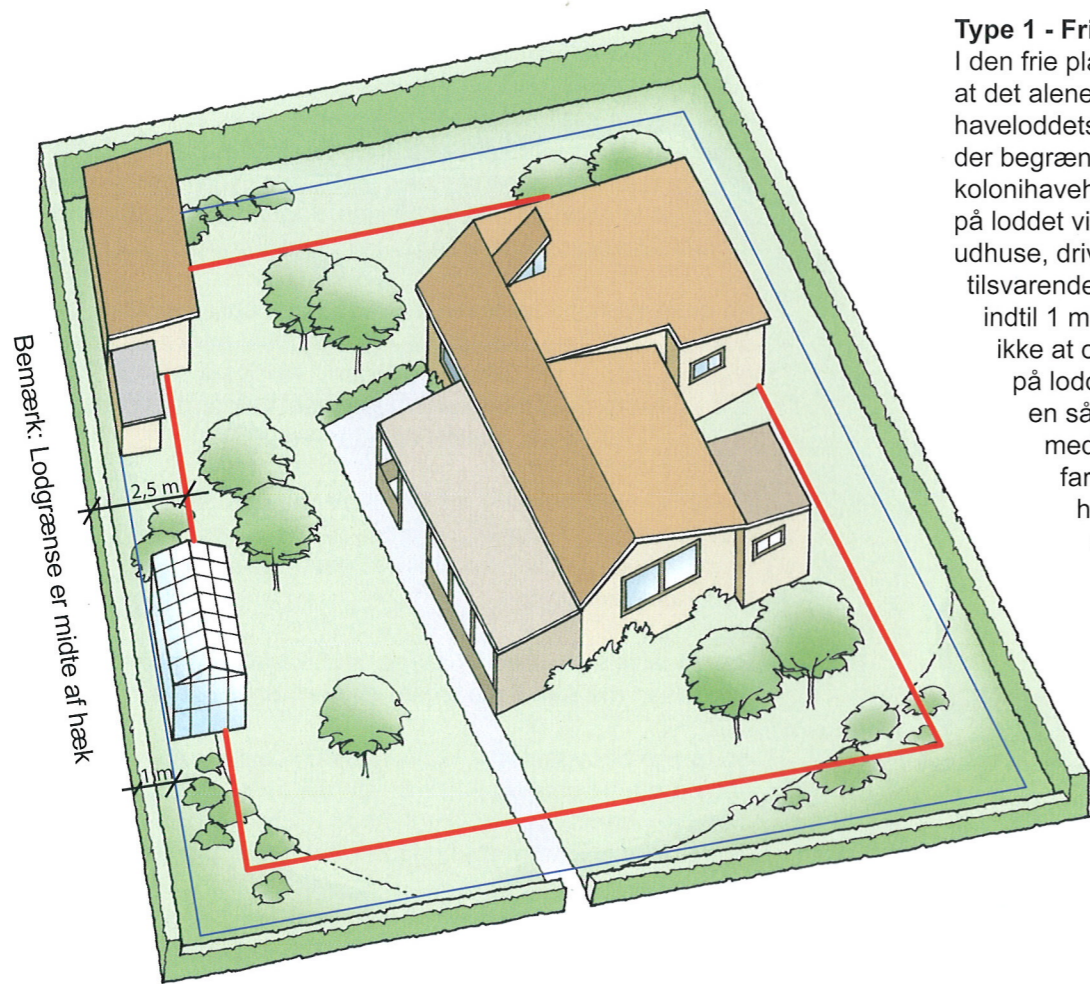 Type 1 - Fri
I den frie pla
at det alene
haveloddets
der begræn
kolonihaveh
på loddet vi
udhuse, driv
tilsvarende
indtil 1 m
ikke at o
på lodd
en så
med
far
h
2,5 m
1 m
Bemærk: Lodgrænse er midte af hæk